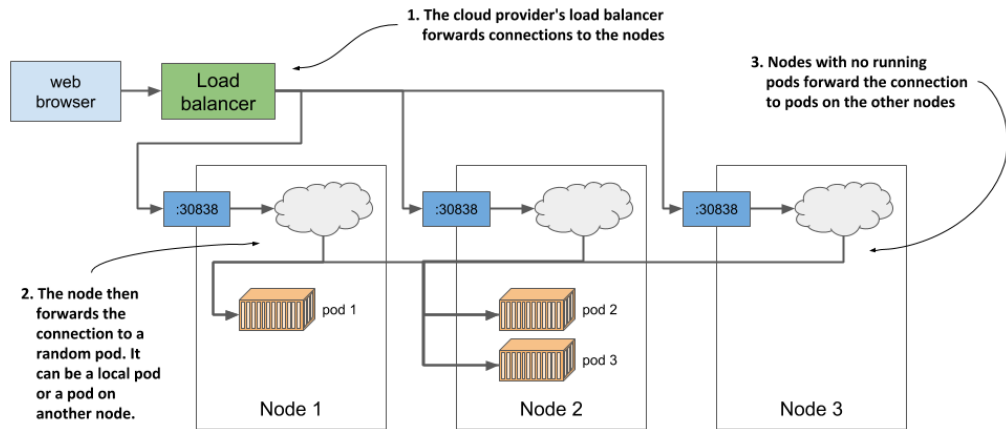 1. The cloud provider's load balancer
forwards connections to the nodes
3. Nodes with no running
pods forward the connection
to pods on the other nodes
web
browser
Load
balancer
:30838
:30838
:30838
2. The node then
forwards the
connection to a
random pod. It
can be a local pod
or a pod on
another node.
pod 1
pod 2
pod 3
Node 1
Node 2
Node 3